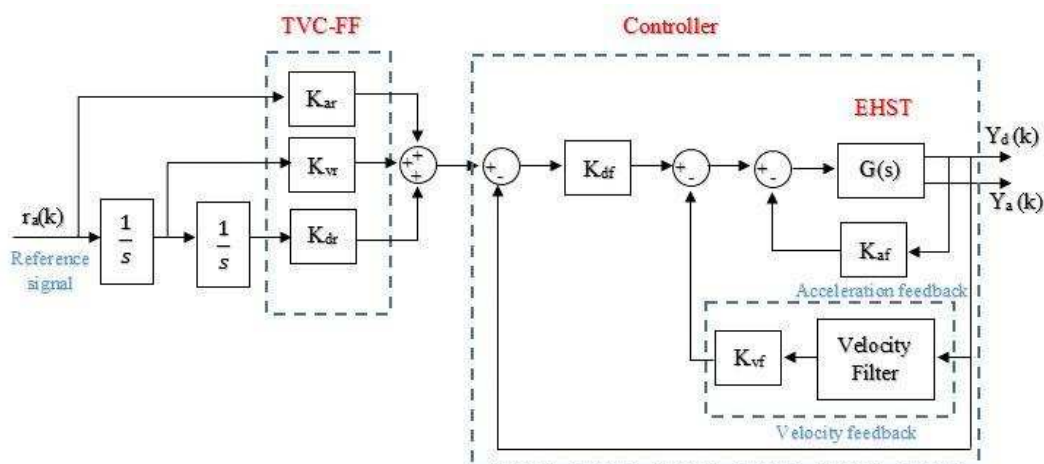 TVC-FF
Controller
Kar
EHST
Yd (k)
+
+
+
Kvr
+
-
Kdf
+
-
+
-
G(s)
Ya (k)
ra(k)
1
s
1
s
Kdr
Reference
signal
Kaf
Acceleration feedback
Kvf
Velocity
Filter
Velocity feedback